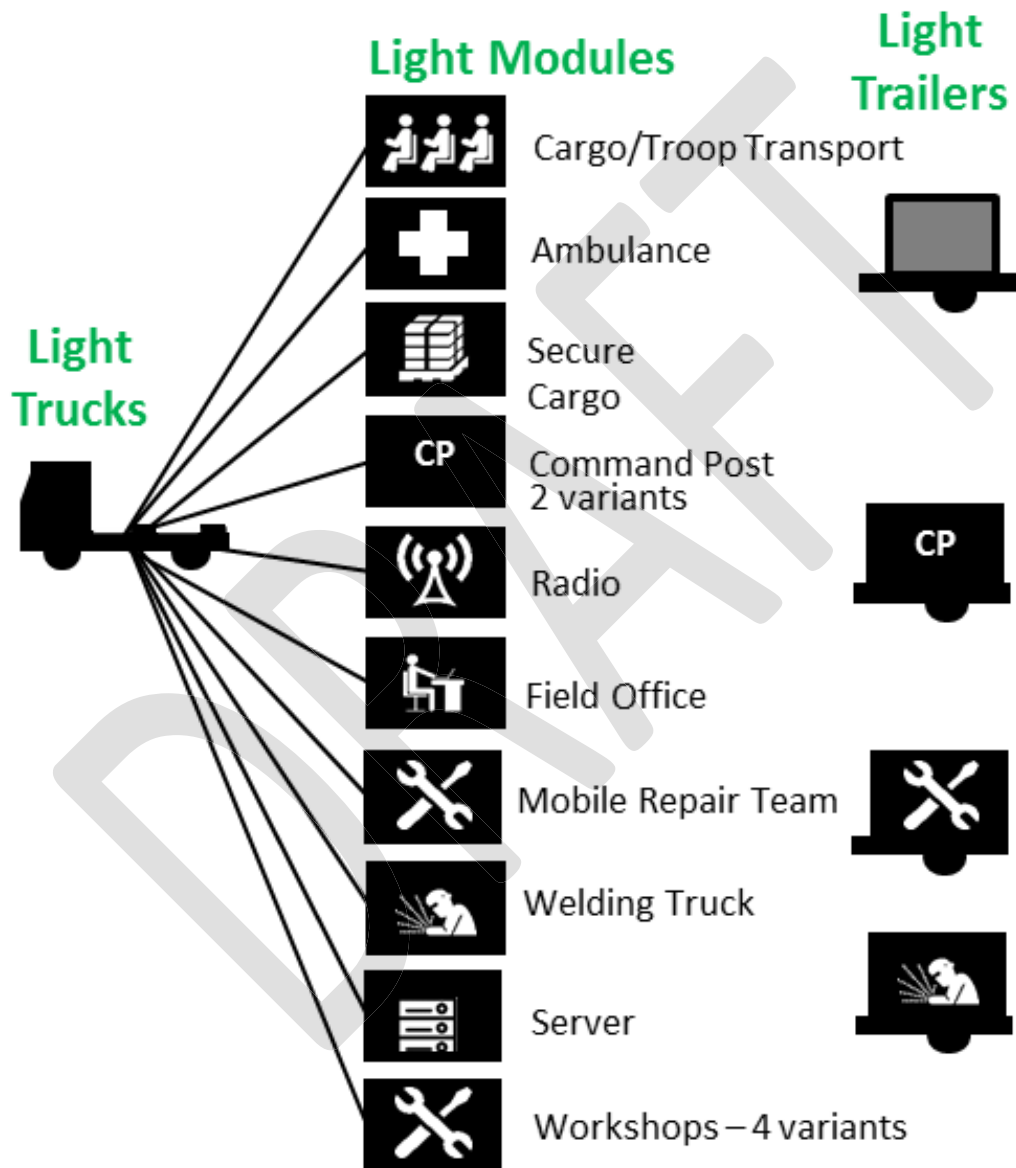 Light Modules
Light
Trailers
Cargo/Troop Transport
Ambulance
Light
Trucks
Secure
Cargo
CP
Command Post
2 variants
CP
Radio
Field Office
Mobile Repair Team
Welding Truck
Server
Workshops – 4 variants
DRAFT